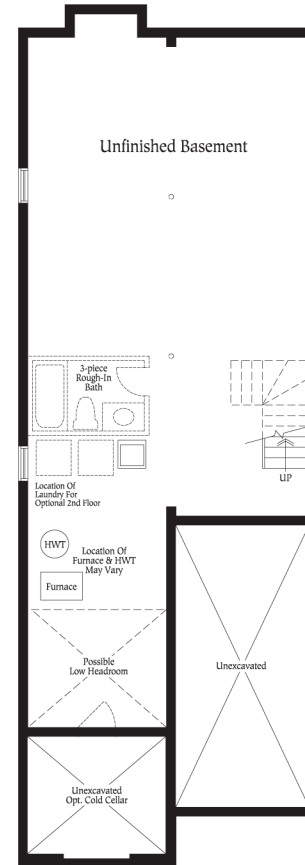 Unfinished Basement
3-piece
Rough-In
Bath
UP
Location Of
Laundry For
Optional 2nd Floor
HWT
Location Of
Furnace & HWT
May Vary
Furnace
Possible
Low Headroom
Unexcavated
Unexcavated
Opt. Cold Cellar